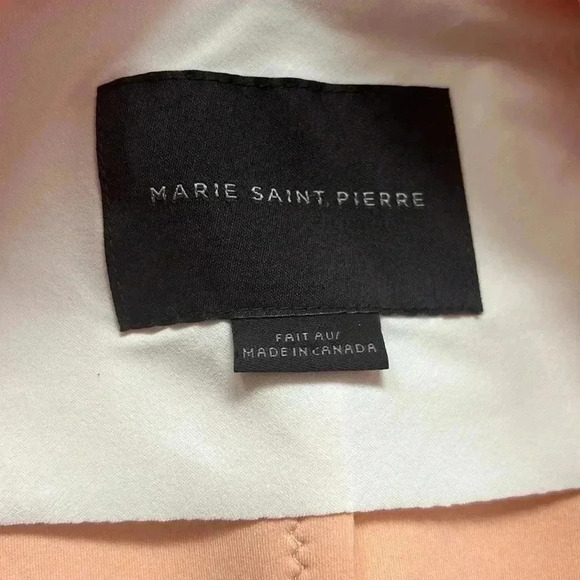 MARIE SAINT PIERRE
FAIT AU/
MADE IN CANADA